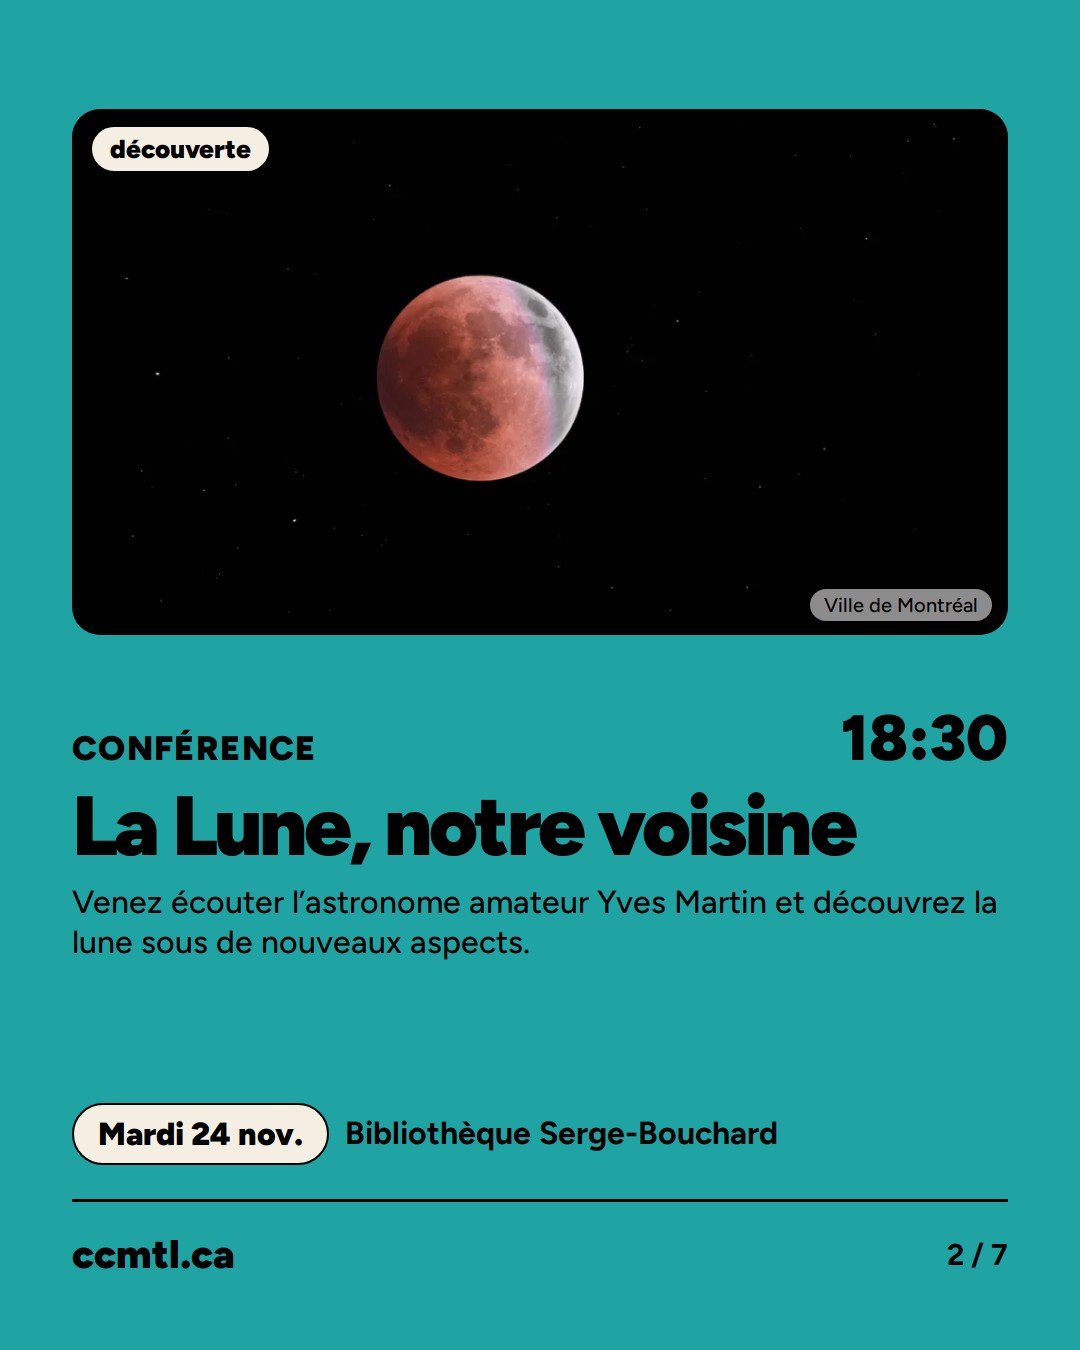 découverte
Ville de Montréal
CONFÉRENCE
18:30
La Lune, notre voisine
Venez écouter l’astronome amateur Yves Martin et découvrez la
lune sous de nouveaux aspects.
Mardi 24 nov.
Bibliothèque Serge-Bouchard
ccmtl.ca
2 / 7